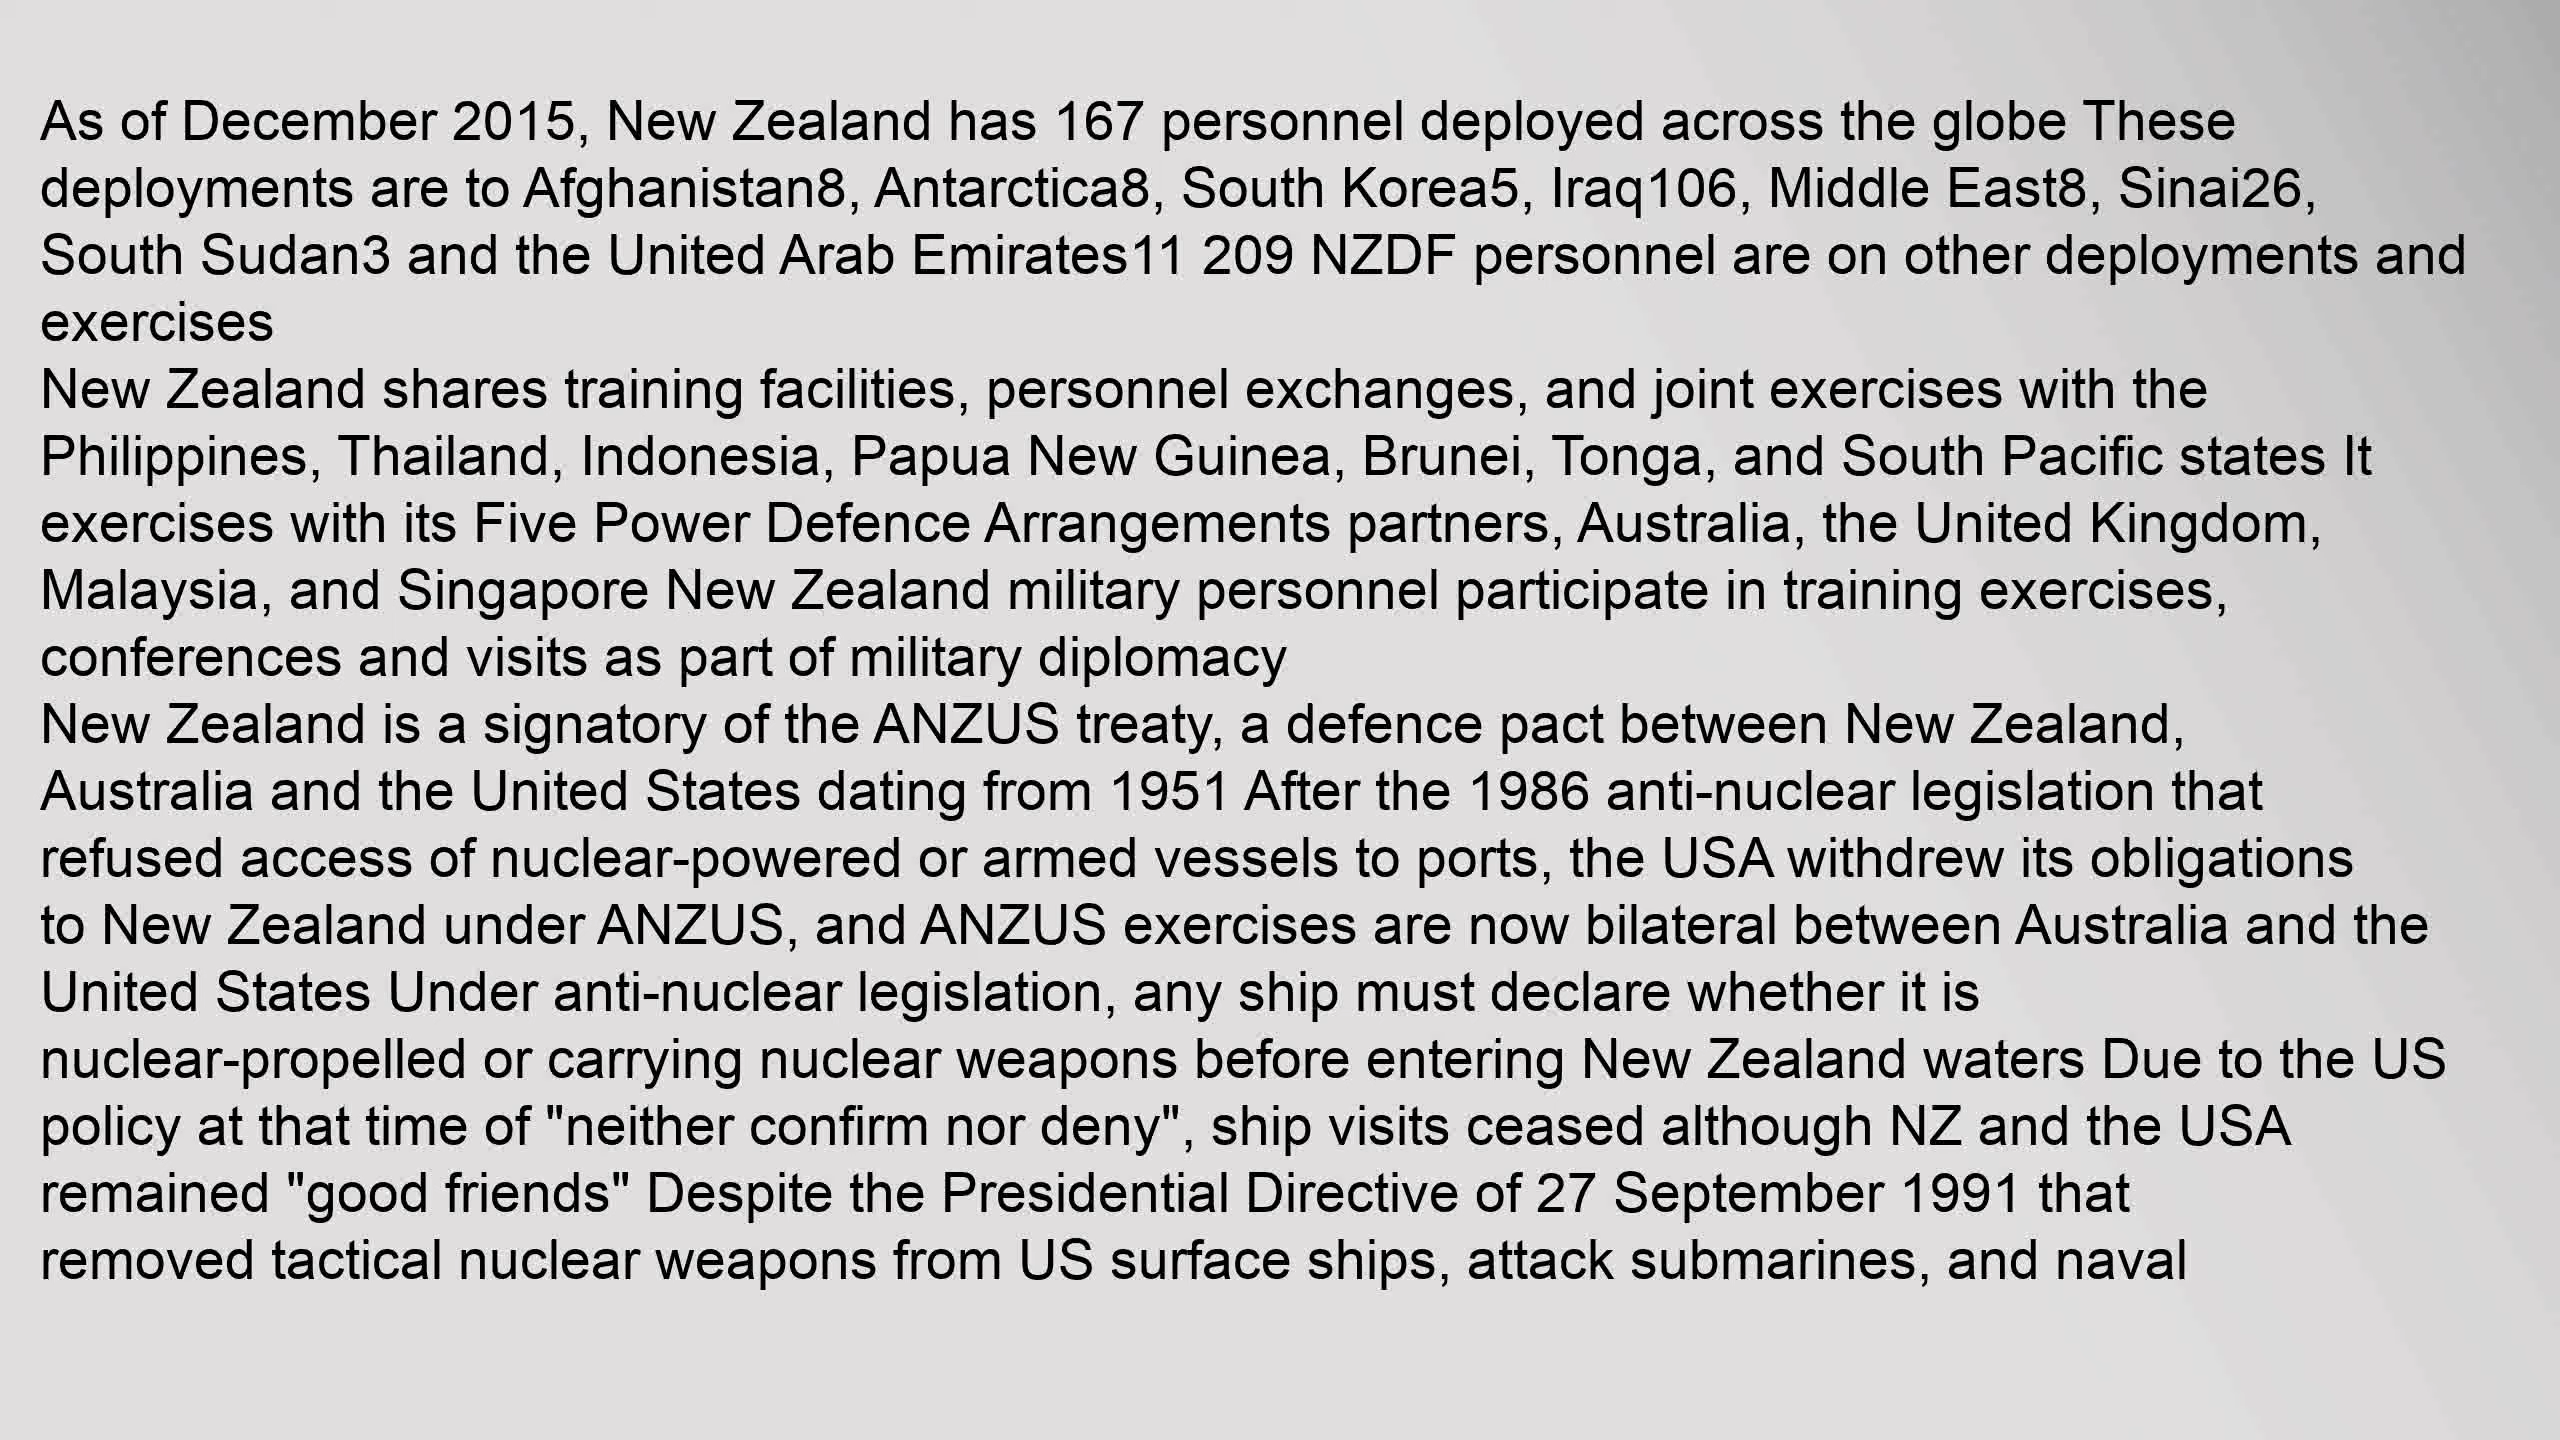 As of December 2015, New Zealand has 167 personnel deployed across the globe These
deployments are to Afghanistan8, Antarctica8, South Korea5, Iraq106, Middle East8, Sinai26,
South Sudan3 and the United Arab Emirates11 209 NZDF personnel are on other deployments and
exercises
New Zealand shares training facilities, personnel exchanges, and joint exercises with the
Philippines, Thailand, Indonesia, Papua New Guinea, Brunei, Tonga, and South Pacific states It
exercises with its Five Power Defence Arrangements partners, Australia, the United Kingdom,
Malaysia, and Singapore New Zealand military personnel participate in training exercises,
conferences and visits as part of military diplomacy
New Zealand is a signatory of the ANZUS treaty, a defence pact between New Zealand,
Australia and the United States dating from 1951 After the 1986 anti-nuclear legislation that
refused access of nuclear-powered or armed vessels to ports, the USA withdrew its obligations
to New Zealand under ANZUS, and ANZUS exercises are now bilateral between Australia and the
United States Under anti-nuclear legislation, any ship must declare whether it is
nuclear-propelled or carrying nuclear weapons before entering New Zealand waters Due to the US
policy at that time of "neither confirm nor deny", ship visits ceased although NZ and the USA
remained "good friends" Despite the Presidential Directive of 27 September 1991 that
removed tactical nuclear weapons from US surface ships, attack submarines, and naval